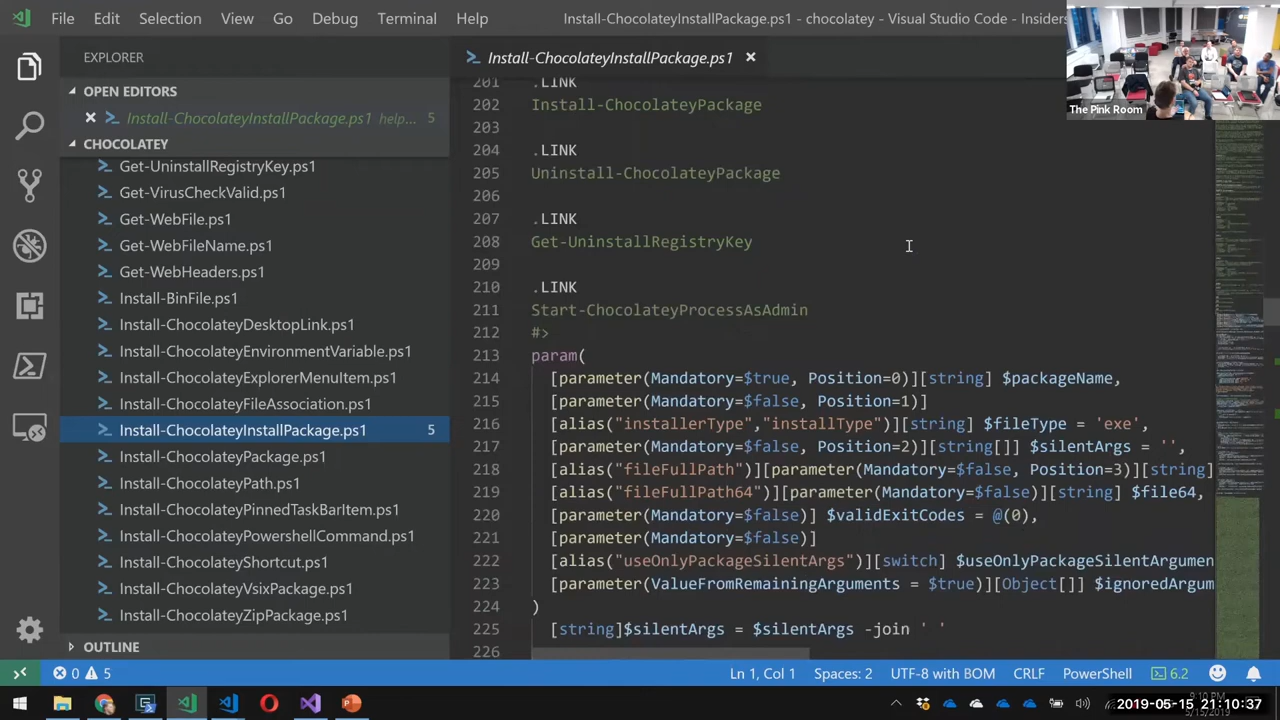 File Edit Selection View Go Debug Terminal Help
Install-ChocolateyInstallPackage.ps1 - chocolatey - Visual Studio Code - Insiders
The Pink Room
EXPLORER
OPEN EDITORS
Install-ChocolateyInstallPackage.ps1 help... 5
CHOCOLATEY
Get-UninstallRegistryKey.ps1
Get-VirusCheckValid.ps1
Get-WebFile.ps1
Get-WebFileName.ps1
Get-WebHeaders.ps1
Install-BinFile.ps1
Install-ChocolateyDesktopLink.ps1
Install-ChocolateyEnvironmentVariable.ps1
Install-ChocolateyExplorerMenuItem.ps1
Install-ChocolateyFileAssociation.ps1
Install-ChocolateyInstallPackage.ps1 5
Install-ChocolateyPackage.ps1
Install-ChocolateyPath.ps1
Install-ChocolateyPinnedTaskBarItem.ps1
Install-ChocolateyPowershellCommand.ps1
Install-ChocolateyShortcut.ps1
Install-ChocolateyVsixPackage.ps1
Install-ChocolateyZipPackage.ps1
OUTLINE
Install-ChocolateyInstallPackage.ps1
201 .LINK
202 Install-ChocolateyPackage
203
204 .LINK
205 Uninstall-ChocolateyPackage
206
207 .LINK
208 Get-UninstallRegistryKey
209
210 .LINK
211 Start-ChocolateyProcessAsAdmin
212 #>
213 param(
214 [parameter(Mandatory=$true, Position=0)][string] $packageName,
215 [parameter(Mandatory=$false, Position=1)]
216 [alias("installerType","installType")][string] $fileType = 'exe',
217 [parameter(Mandatory=$false, Position=2)][string[]] $silentArgs = '',
218 [alias("fileFullPath")][parameter(Mandatory=$false, Position=3)][string]
219 [alias("fileFullPath64")][parameter(Mandatory=$false)][string] $file64,
220 [parameter(Mandatory=$false)] $validExitCodes = @(0),
221 [parameter(Mandatory=$false)]
222 [alias("useOnlyPackageSilentArgs")][switch] $useOnlyPackageSilentArgumen
223 [parameter(ValueFromRemainingArguments = $true)][Object[]] $ignoredArgum
224 )
225 [string]$silentArgs = $silentArgs -join ' '
226
0 5 Ln 1, Col 1 Spaces: 2 UTF-8 with BOM CRLF PowerShell 6.2
9:10 PM
5/15/2019
2019-05-15 21:10:37